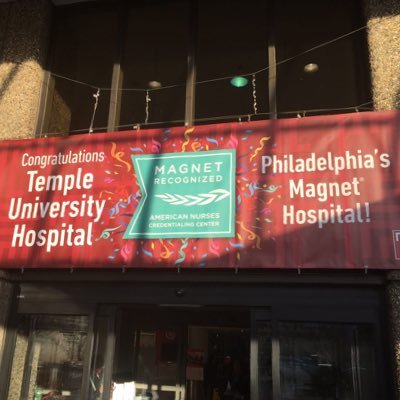 Congratulations
Temple
University
Hospital
MAGNET
RECOGNIZED
AMERICAN NURSES
CREDENTIALING CENTER
Philadelphia's
Magnet®
Hospital!